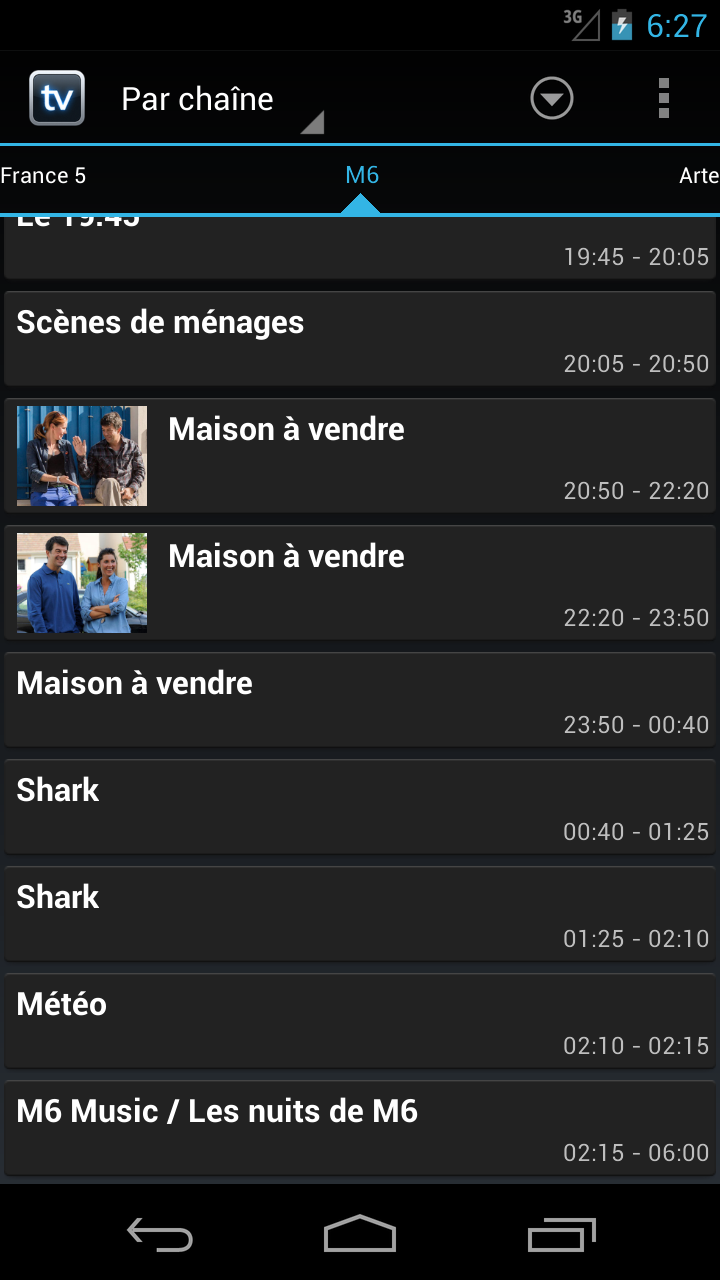 3G 6:27
tv Par chaîne
France 5 M6 Arte
Le 19:45
19:45 - 20:05
Scènes de ménages
20:05 - 20:50
Maison à vendre
20:50 - 22:20
Maison à vendre
22:20 - 23:50
Maison à vendre
23:50 - 00:40
Shark
00:40 - 01:25
Shark
01:25 - 02:10
Météo
02:10 - 02:15
M6 Music / Les nuits de M6
02:15 - 06:00